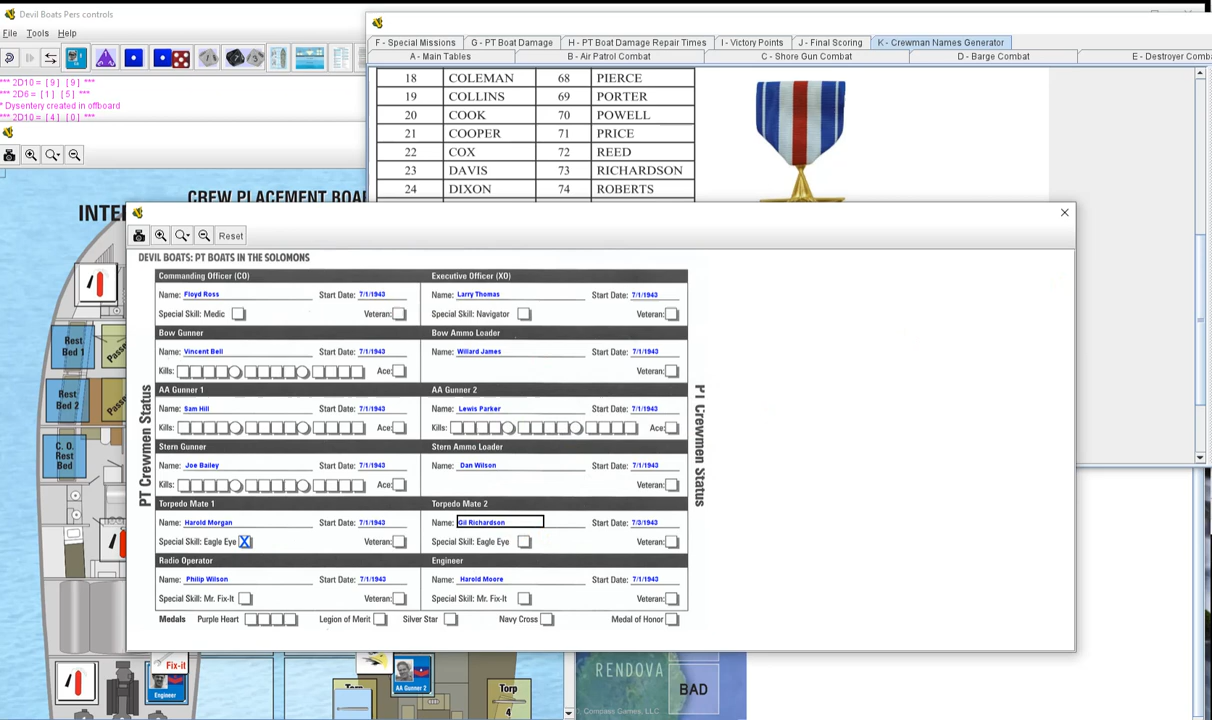 Devil Boats Pers controls
File Tools Help
*** 2D10 = [ 9 ] [ 9 ] ***
*** 2D6 = [ 1 ] [ 5 ] ***
* Dysentery created in offboard
*** 2D10 = [ 4 ] [ 0 ] ***
F - Special Missions G - PT Boat Damage H - PT Boat Damage Repair Times I - Victory Points J - Final Scoring K - Crewman Names Generator
A - Main Tables B - Air Patrol Combat C - Shore Gun Combat D - Barge Combat E - Destroyer Comb
18 COLEMAN 68 PIERCE
19 COLLINS 69 PORTER
20 COOK 70 POWELL
21 COOPER 71 PRICE
22 COX 72 REED
23 DAVIS 73 RICHARDSON
24 DIXON 74 ROBERTS
CREW PLACEMENT BOA
INTE
Reset
DEVIL BOATS: PT BOATS IN THE SOLOMONS
PT Crewmen Status
Commanding Officer (CO) Executive Officer (XO)
Name: Floyd Ross Start Date: 7/1/1943 Name: Larry Thomas Start Date: 7/1/1943
Special Skill: Medic Veteran: Special Skill: Navigator Veteran:
Bow Gunner Bow Ammo Loader
Name: Vincent Bell Start Date: 7/1/1943 Name: Willard James Start Date: 7/1/1943
Kills: Ace: Veteran:
AA Gunner 1 AA Gunner 2
Name: Sam Hill Start Date: 7/1/1943 Name: Lewis Parker Start Date: 7/1/1943
Kills: Ace: Kills: Ace:
Stern Gunner Stern Ammo Loader
Name: Joe Bailey Start Date: 7/1/1943 Name: Dan Wilson Start Date: 7/1/1943
Kills: Ace: Veteran:
Torpedo Mate 1 Torpedo Mate 2
Name: Harold Morgan Start Date: 7/1/1943 Name: Gil Richardson Start Date: 7/3/1943
Special Skill: Eagle Eye X Veteran: Special Skill: Eagle Eye Veteran:
Radio Operator Engineer
Name: Philip Wilson Start Date: 7/1/1943 Name: Harold Moore Start Date: 7/1/1943
Special Skill: Mr. Fix-It Veteran: Special Skill: Mr. Fix-It Veteran:
Medals Purple Heart Legion of Merit Silver Star Navy Cross Medal of Honor
PT Crewmen Status
Rest Bed 1
Passe
Rest Bed 2
Passe
C. O. Rest Bed
Fix-it
Engineer
AA Gunner 2
Torp
Torp
4
RENDOVA
BAD
Compass Games, LLC